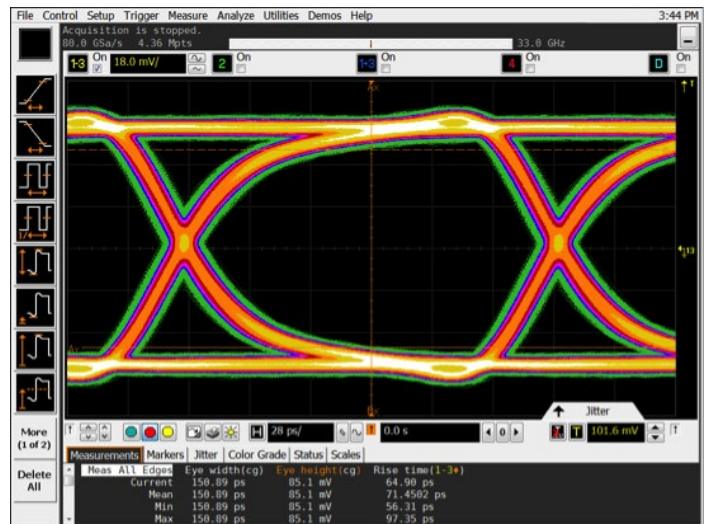 File Control Setup Trigger Measure Analyze Utilities Demos Help 3:44 PM
Acquisition is stopped.
80.0 GSa/s 4.36 Mpts 33.0 GHz
1-3 On 18.0 mV/ 2 On 1+3 On 4 On D On
Ax
T
13
Ay
Bx
More
(1 of 2)
Delete
All
Jitter
H 28 ps/ 0.0 s 0 T 101.6 mV
Measurements Markers Jitter Color Grade Status Scales
Meas All Edges Eye width(cg) Eye height(cg) Rise time(1-3♦)
Current 150.89 ps 85.1 mV 64.90 ps
Mean 150.89 ps 85.1 mV 71.4502 ps
Min 150.89 ps 85.1 mV 56.31 ps
Max 150.89 ps 85.1 mV 97.35 ps